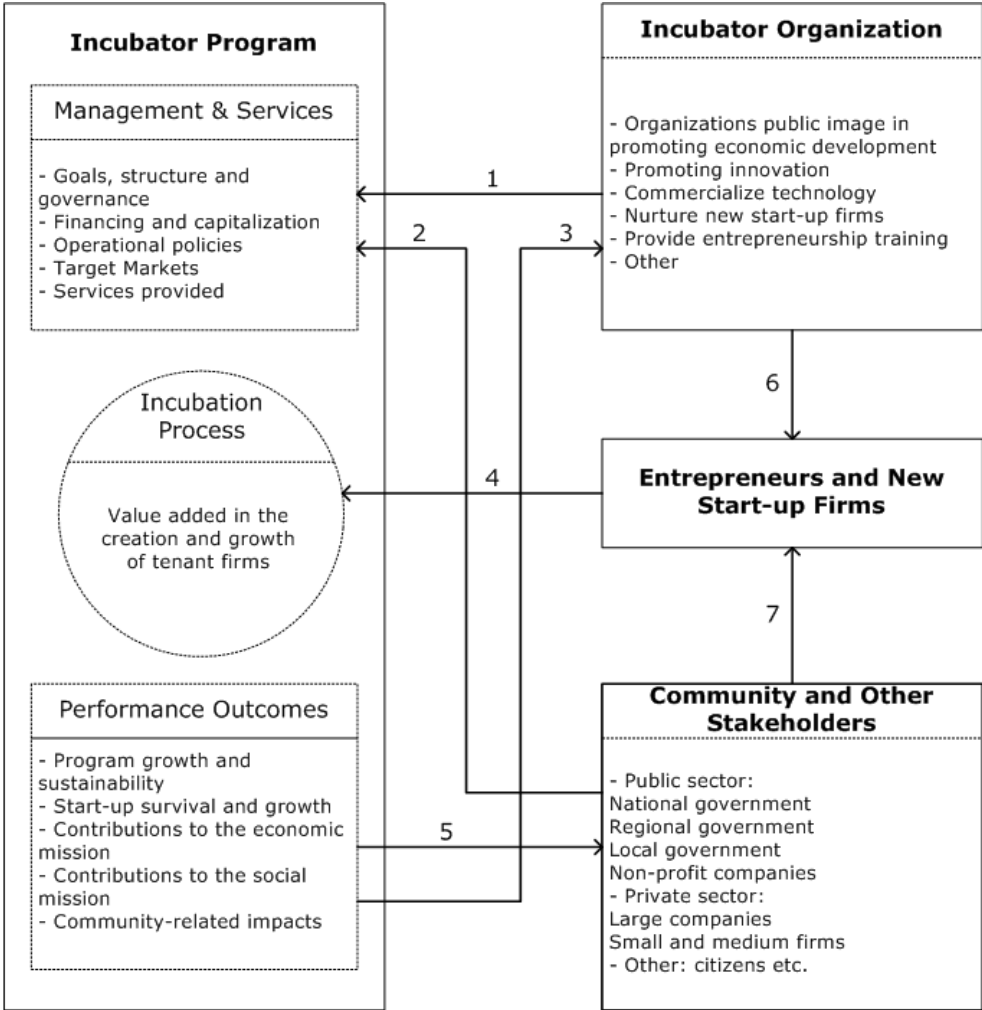 Incubator Program
Management & Services
- Goals, structure and
governance
- Financing and capitalization
- Operational policies
- Target Markets
- Services provided
Incubation
Process
Value added in the
creation and growth
of tenant firms
Performance Outcomes
- Program growth and
sustainability
- Start-up survival and growth
- Contributions to the economic
mission
- Contributions to the social
mission
- Community-related impacts
1
2
3
4
5
Incubator Organization
- Organizations public image in
promoting economic development
- Promoting innovation
- Commercialize technology
- Nurture new start-up firms
- Provide entrepreneurship training
- Other
6
Entrepreneurs and New
Start-up Firms
7
Community and Other
Stakeholders
- Public sector:
National government
Regional government
Local government
Non-profit companies
- Private sector:
Large companies
Small and medium firms
- Other: citizens etc.